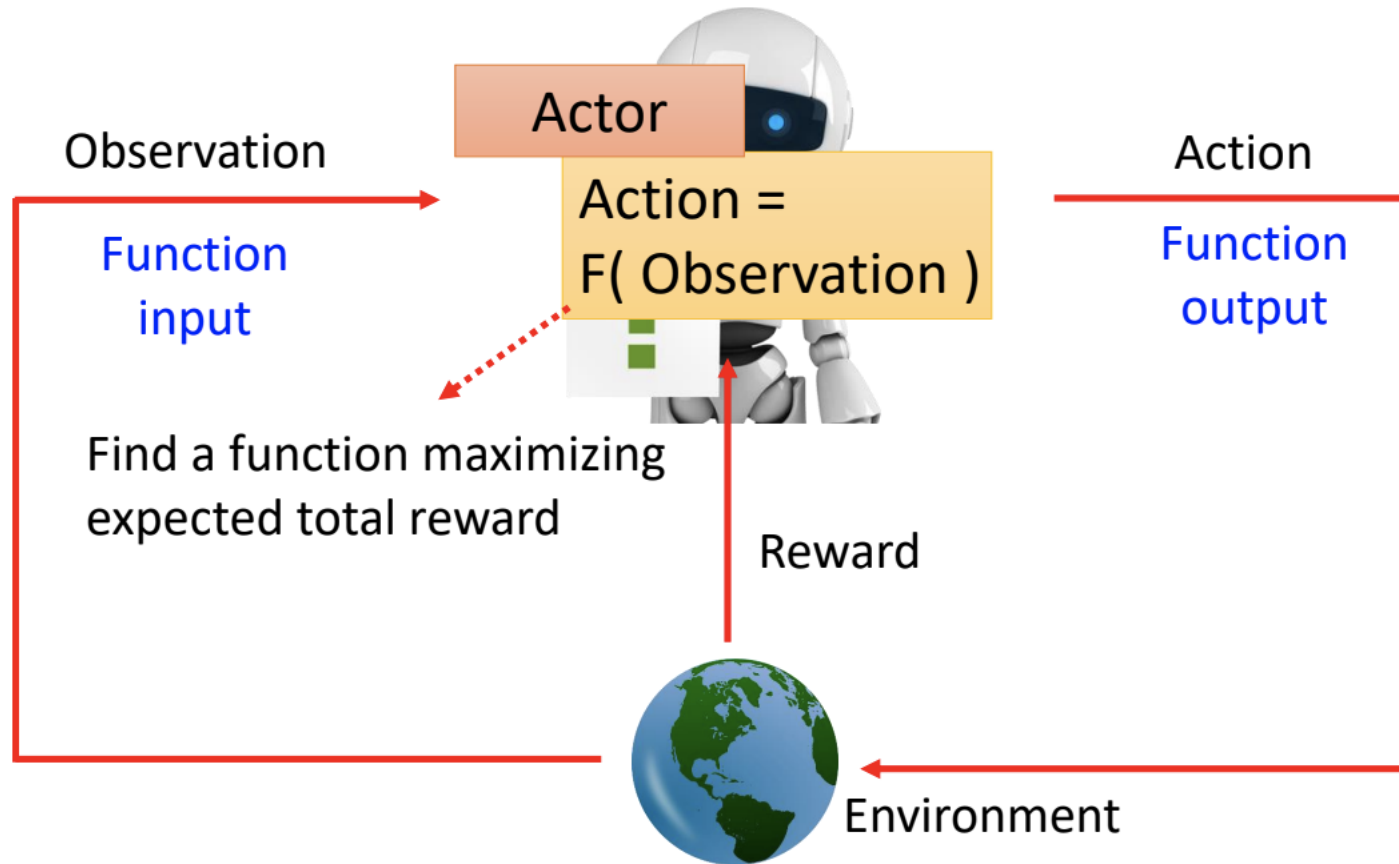 Actor
Observation
Action
Action =
F( Observation )
Function
input
Function
output
Find a function maximizing
expected total reward
Reward
Environment